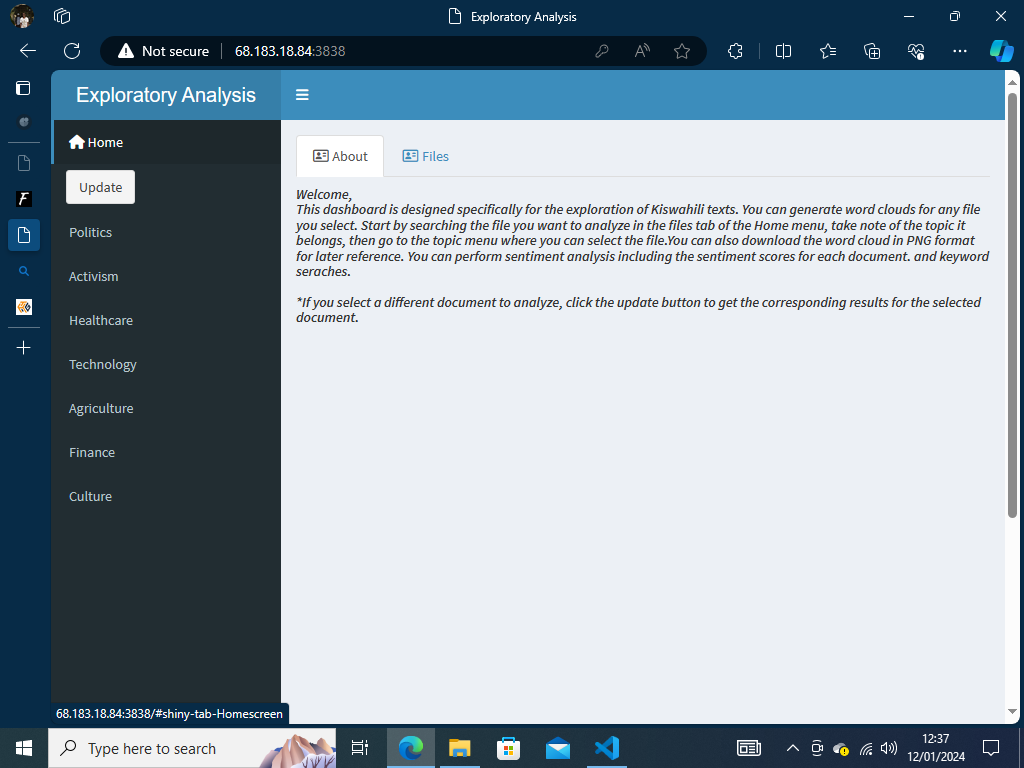 Exploratory Analysis
Not secure
68.183.18.84:3838
Exploratory Analysis
Home
Update
Politics
Activism
Healthcare
Technology
Agriculture
Finance
Culture
About
Files
Welcome,
This dashboard is designed specifically for the exploration of Kiswahili texts. You can generate word clouds for any file
you select. Start by searching the file you want to analyze in the files tab of the Home menu, take note of the topic it
belongs, then go to the topic menu where you can select the file.You can also download the word cloud in PNG format
for later reference. You can perform sentiment analysis including the sentiment scores for each document. and keyword
seraches.
*If you select a different document to analyze, click the update button to get the corresponding results for the selected
document.
68.183.18.84:3838/#shiny-tab-Homescreen
Type here to search
12:37
12/01/2024